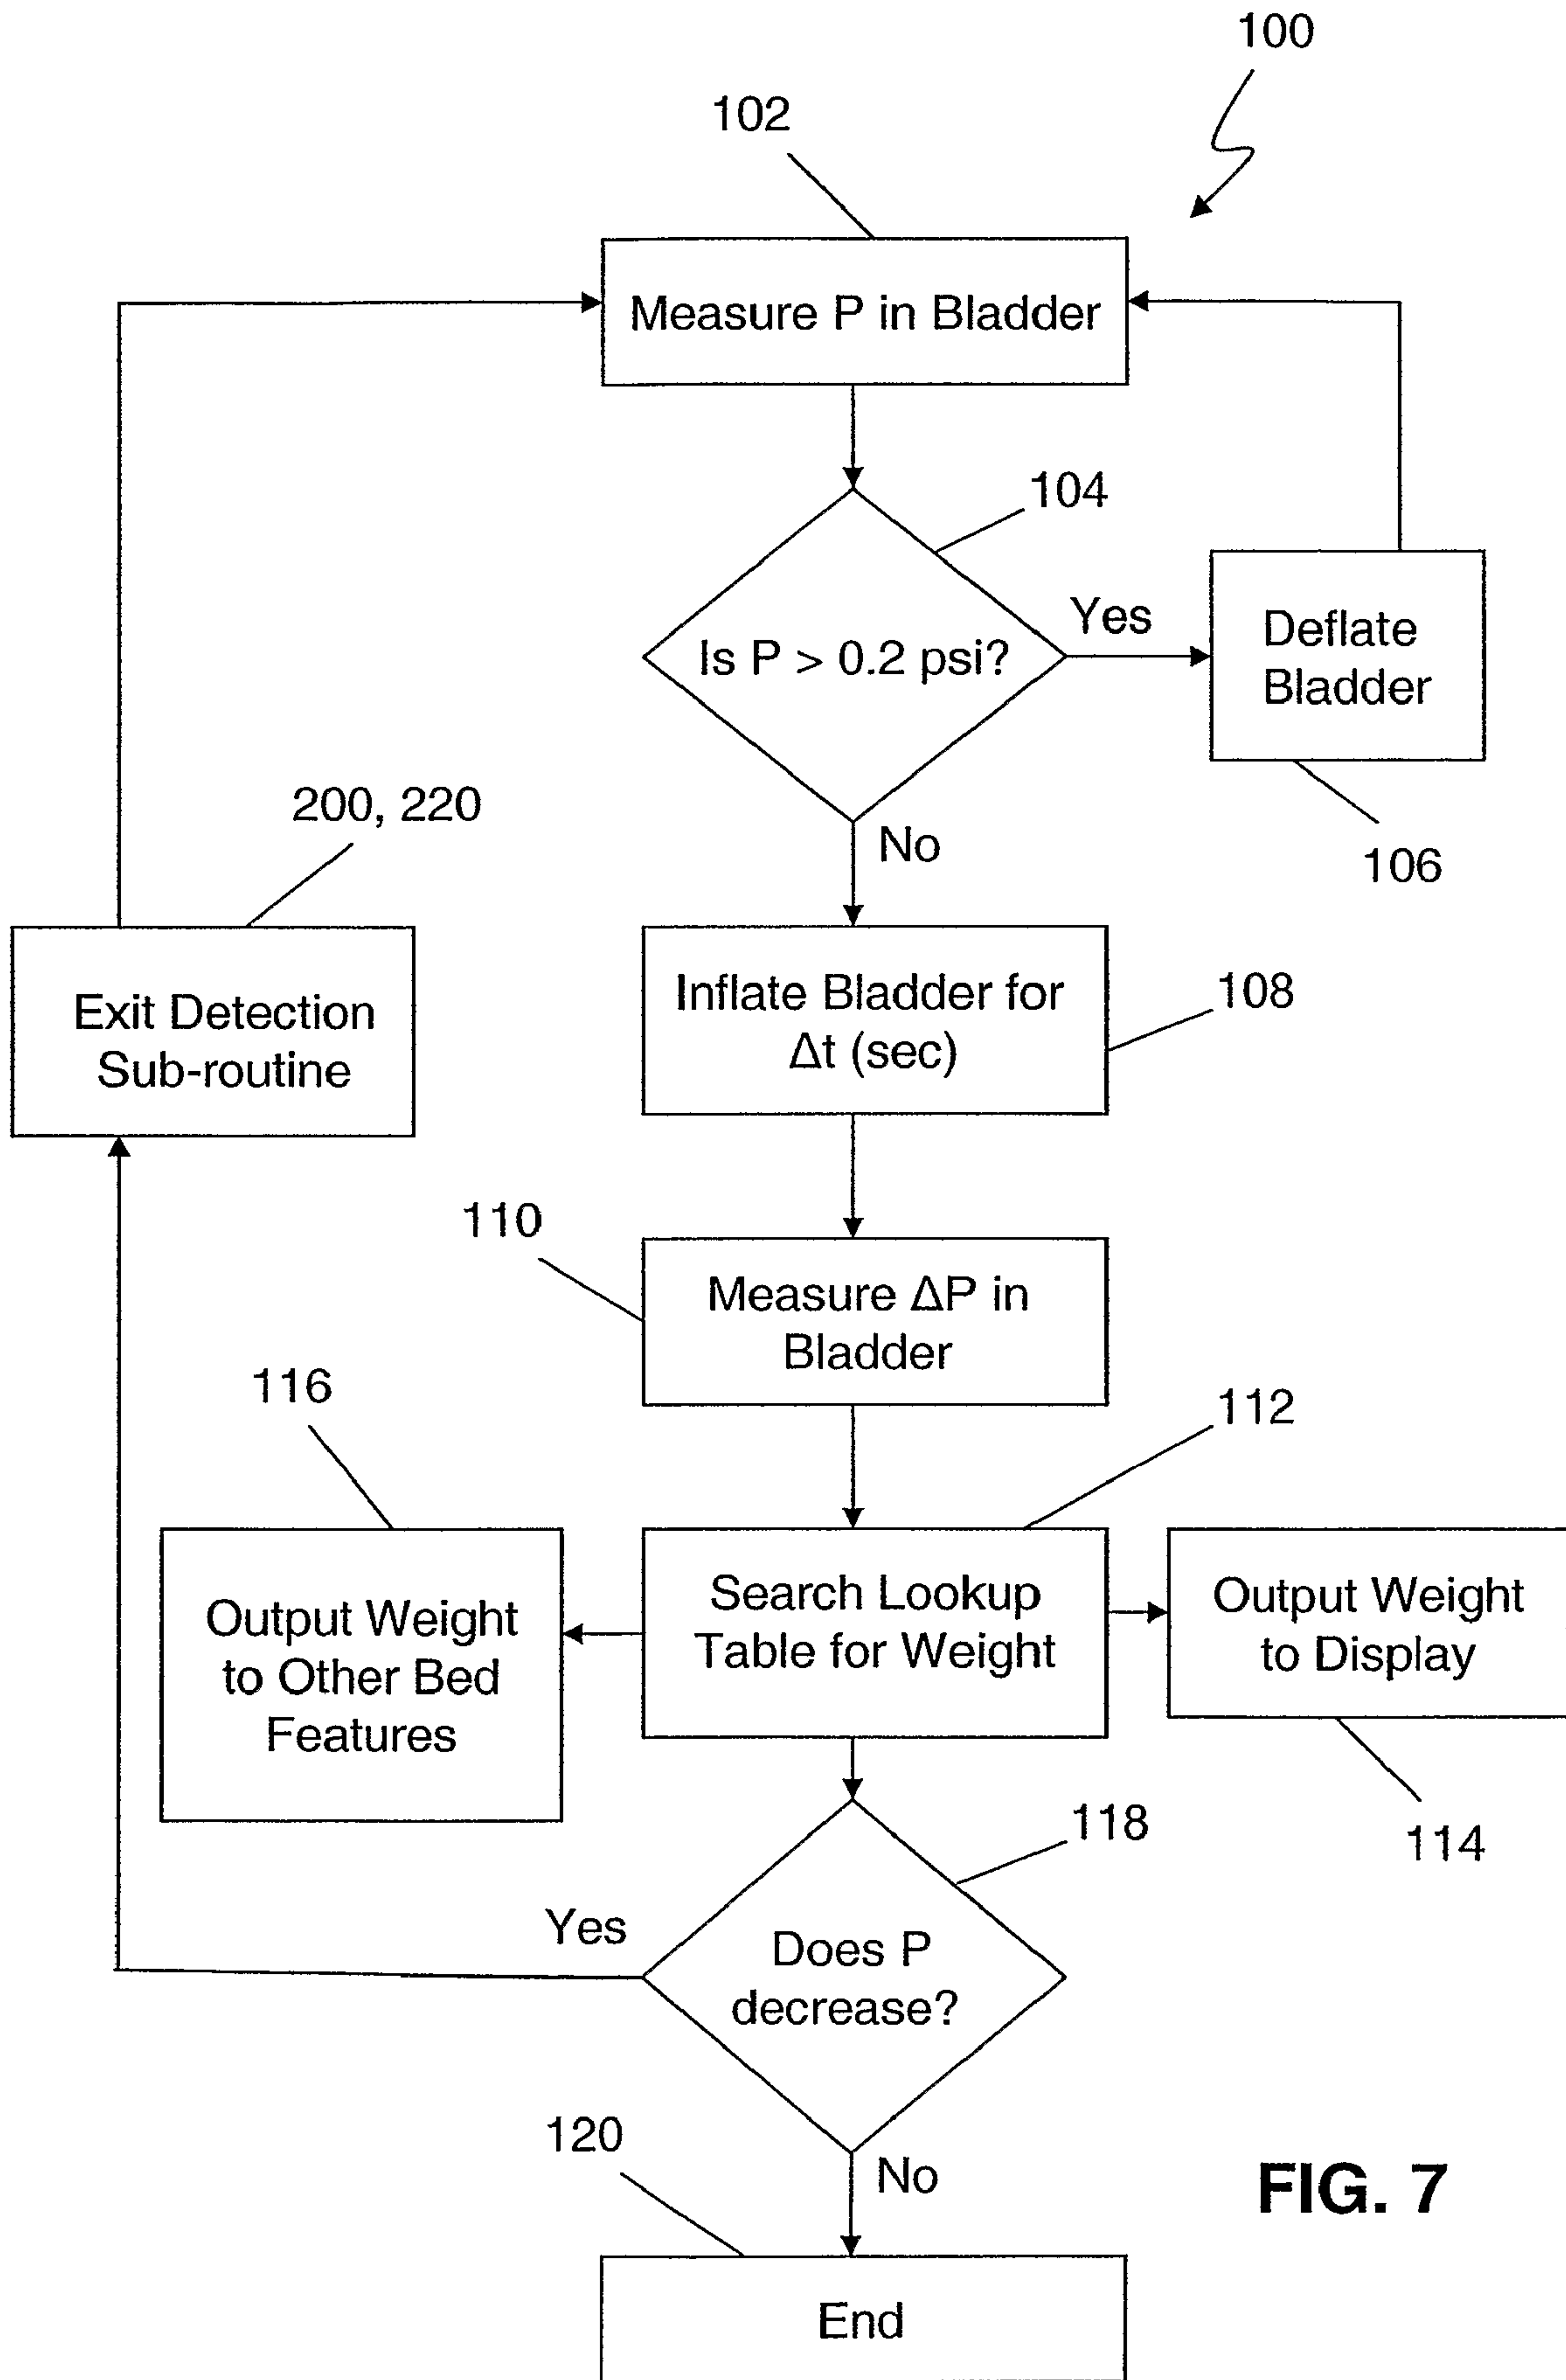 100
102
Measure P in Bladder
104
Is P > 0.2 psi?
Yes
Deflate
Bladder
106
No
200, 220
Exit Detection
Sub-routine
Inflate Bladder for
Δt (sec)
108
110
Measure ΔP in
Bladder
116
112
Output Weight
to Other Bed
Features
Search Lookup
Table for Weight
Output Weight
to Display
114
118
Yes
Does P
decrease?
120
No
FIG. 7
End